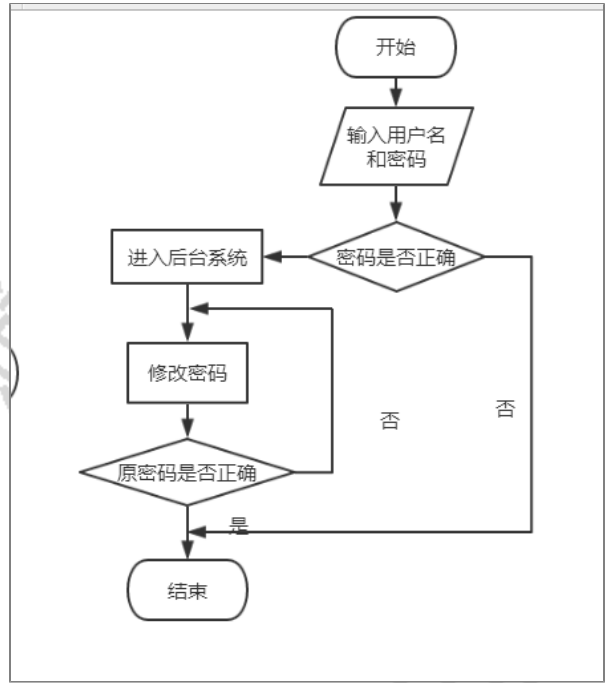 开始
输入用户名
和密码
密码是否正确
进入后台系统
修改密码
否
否
原密码是否正确
是
结束